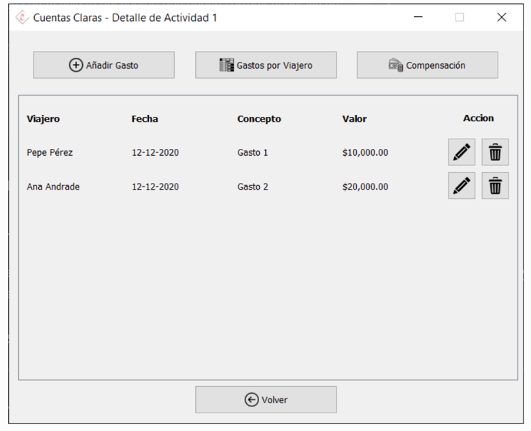 Cuentas Claras - Detalle de Actividad 1
Añadir Gasto
Gastos por Viajero
Compensación
Viajero Fecha Concepto Valor Accion
Pepe Pérez 12-12-2020 Gasto 1 $10,000.00
Ana Andrade 12-12-2020 Gasto 2 $20,000.00
Volver